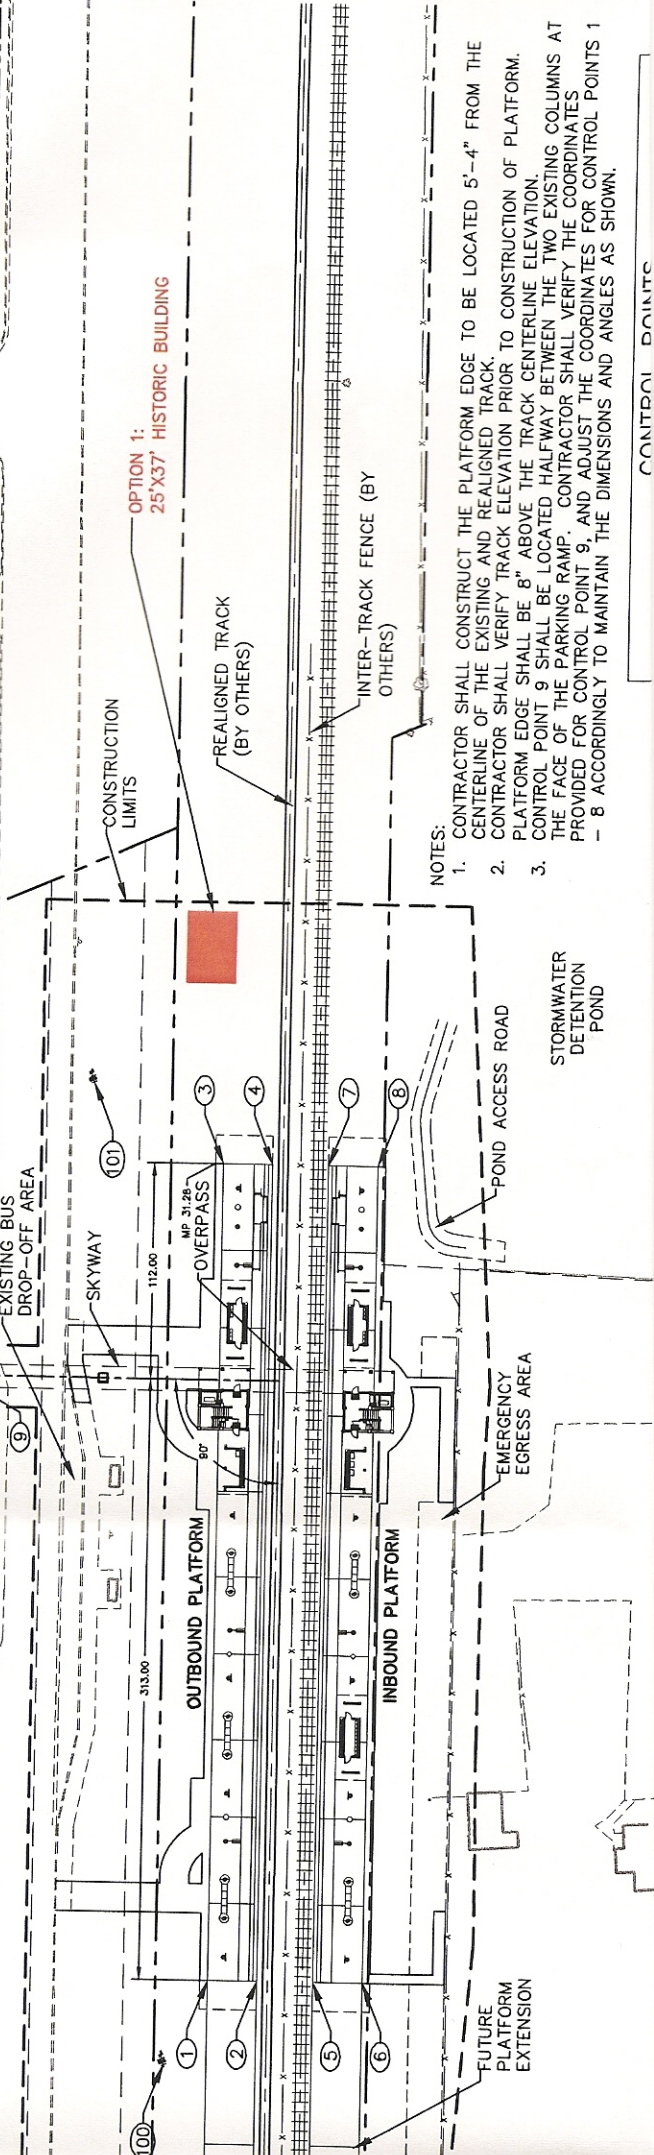 EXISTING BUS
DROP-OFF AREA
9
SKYWAY
101
CONSTRUCTION
LIMITS
OPTION 1:
25'X37' HISTORIC BUILDING
REALIGNED TRACK
(BY OTHERS)
INTER-TRACK FENCE (BY
OTHERS)
MP 31.28
OVERPASS
112.00
313.00
90°
3
4
7
8
OUTBOUND PLATFORM
INBOUND PLATFORM
100
1
2
5
6
FUTURE
PLATFORM
EXTENSION
EMERGENCY
EGRESS AREA
POND ACCESS ROAD
STORMWATER
DETENTION
POND
NOTES:
1. CONTRACTOR SHALL CONSTRUCT THE PLATFORM EDGE TO BE LOCATED 5'-4" FROM THE
CENTERLINE OF THE EXISTING AND REALIGNED TRACK.
2. CONTRACTOR SHALL VERIFY TRACK ELEVATION PRIOR TO CONSTRUCTION OF PLATFORM.
PLATFORM EDGE SHALL BE 8" ABOVE THE TRACK CENTERLINE ELEVATION.
3. CONTROL POINT 9 SHALL BE LOCATED HALFWAY BETWEEN THE TWO EXISTING COLUMNS AT
THE FACE OF THE PARKING RAMP. CONTRACTOR SHALL VERIFY THE COORDINATES
PROVIDED FOR CONTROL POINT 9, AND ADJUST THE COORDINATES FOR CONTROL POINTS 1
- 8 ACCORDINGLY TO MAINTAIN THE DIMENSIONS AND ANGLES AS SHOWN.
CONTROL POINTS